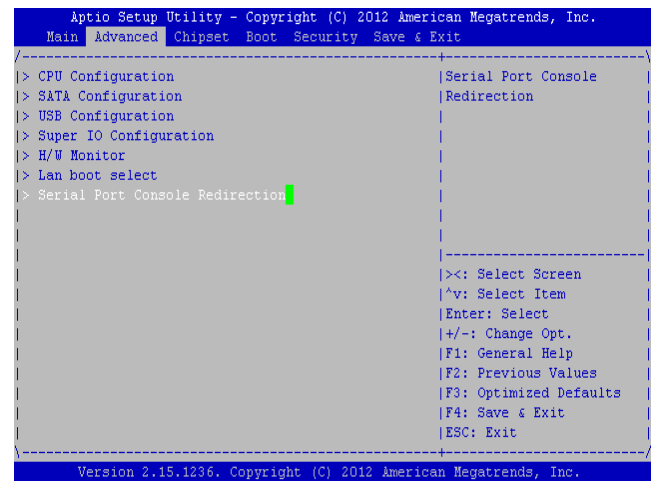 Aptio Setup Utility - Copyright (C) 2012 American Megatrends, Inc.
Main Advanced Chipset Boot Security Save & Exit
> CPU Configuration
> SATA Configuration
> USB Configuration
> Super IO Configuration
> H/W Monitor
> Lan boot select
> Serial Port Console Redirection
Serial Port Console
Redirection
><: Select Screen
^v: Select Item
Enter: Select
+/-: Change Opt.
F1: General Help
F2: Previous Values
F3: Optimized Defaults
F4: Save & Exit
ESC: Exit
Version 2.15.1236. Copyright (C) 2012 American Megatrends, Inc.